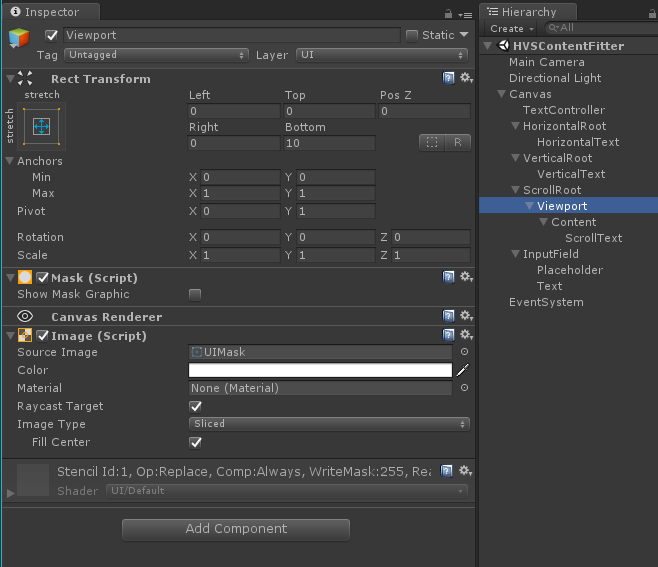 Inspector
Viewport Static
Tag Untagged Layer UI
Rect Transform
stretch
stretch
Left Top Pos Z
0 0 0
Right Bottom
0 10 R
Anchors
Min X 0 Y 0
Max X 1 Y 1
Pivot X 0 Y 1
Rotation X 0 Y 0 Z 0
Scale X 1 Y 1 Z 1
Mask (Script)
Show Mask Graphic
Canvas Renderer
Image (Script)
Source Image UIMask
Color
Material None (Material)
Raycast Target
Image Type Sliced
Fill Center
Stencil Id:1, Op:Replace, Comp:Always, WriteMask:255, Rea
Shader UI/Default
Add Component
Hierarchy
Create All
HVSContentFitter
Main Camera
Directional Light
Canvas
TextController
HorizontalRoot
HorizontalText
VerticalRoot
VerticalText
ScrollRoot
Viewport
Content
ScrollText
InputField
Placeholder
Text
EventSystem